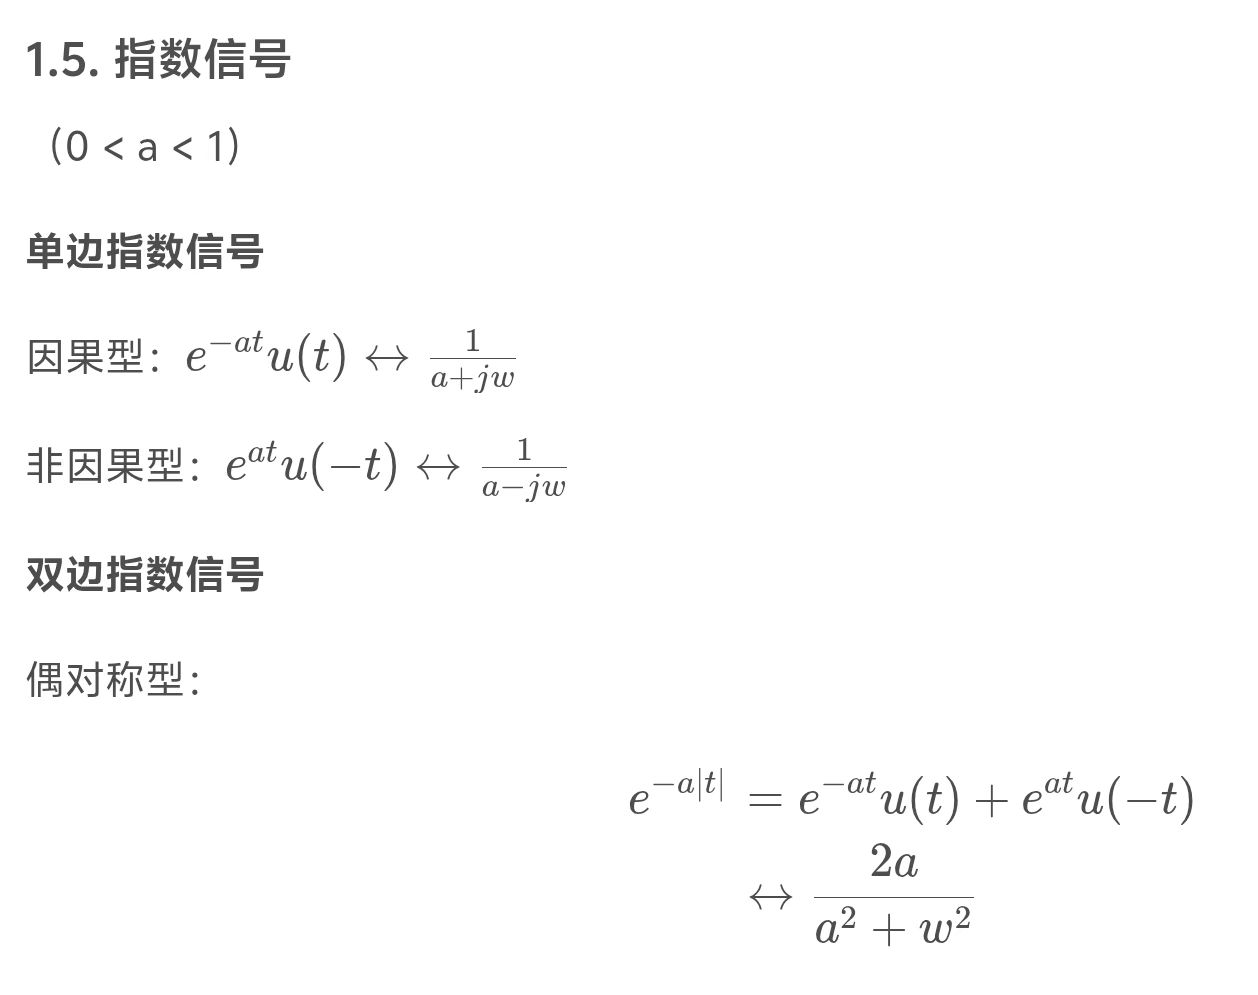 1.5. 指数信号
（0 < a < 1）
单边指数信号
因果型：$e^{-at}u(t) \leftrightarrow \frac{1}{a+jw}$
非因果型：$e^{at}u(-t) \leftrightarrow \frac{1}{a-jw}$
双边指数信号
偶对称型：
$e^{-a|t|} = e^{-at}u(t) + e^{at}u(-t)$
$\leftrightarrow \frac{2a}{a^2+w^2}$